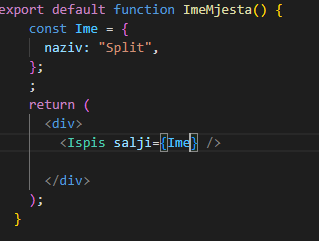 export default function ImeMjesta() {
const Ime = {
naziv: "Split",
};
;
return (
<div>
<Ispis salji={Ime} />
</div>
);
}